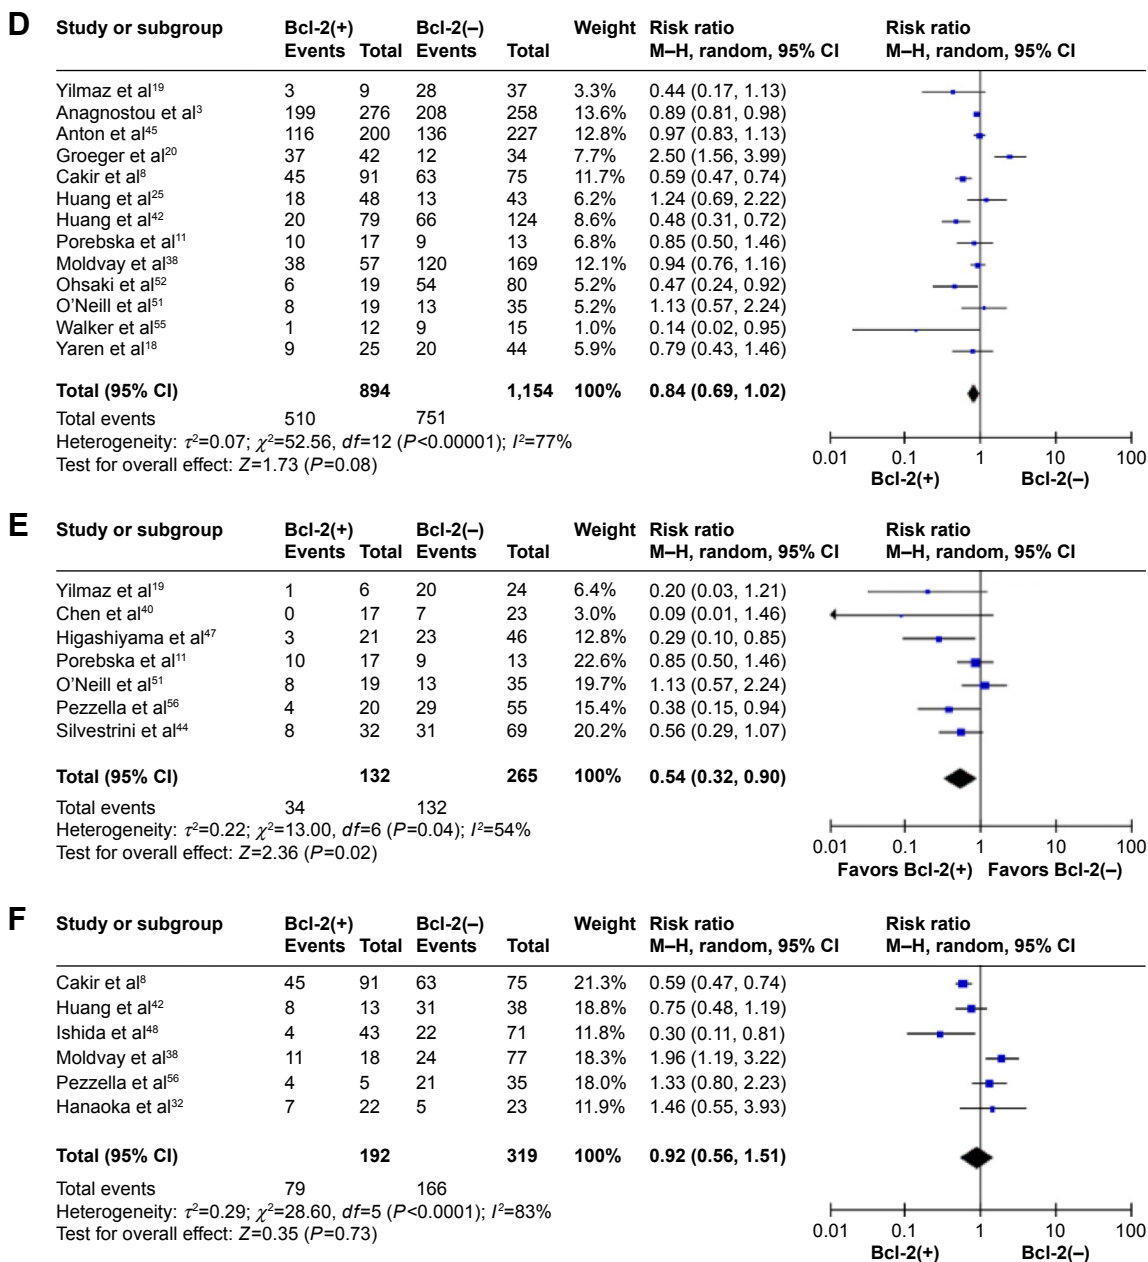 D
Study or subgroup Bcl-2(+) Bcl-2(–) Weight Risk ratio Risk ratio
Events Total Events Total M–H, random, 95% CI M–H, random, 95% CI
Yilmaz et al19 3 9 28 37 3.3% 0.44 (0.17, 1.13)
Anagnostou et al3 199 276 208 258 13.6% 0.89 (0.81, 0.98)
Anton et al45 116 200 136 227 12.8% 0.97 (0.83, 1.13)
Groeger et al20 37 42 12 34 7.7% 2.50 (1.56, 3.99)
Cakir et al8 45 91 63 75 11.7% 0.59 (0.47, 0.74)
Huang et al25 18 48 13 43 6.2% 1.24 (0.69, 2.22)
Huang et al42 20 79 66 124 8.6% 0.48 (0.31, 0.72)
Porebska et al11 10 17 9 13 6.8% 0.85 (0.50, 1.46)
Moldvay et al38 38 57 120 169 12.1% 0.94 (0.76, 1.16)
Ohsaki et al52 6 19 54 80 5.2% 0.47 (0.24, 0.92)
O’Neill et al51 8 19 13 35 5.2% 1.13 (0.57, 2.24)
Walker et al55 1 12 9 15 1.0% 0.14 (0.02, 0.95)
Yaren et al18 9 25 20 44 5.9% 0.79 (0.43, 1.46)
Total (95% CI) 894 1,154 100% 0.84 (0.69, 1.02)
Total events 510 751
Heterogeneity: τ²=0.07; χ²=52.56, df=12 (P<0.00001); I²=77%
Test for overall effect: Z=1.73 (P=0.08)
0.01 0.1 1 10 100
Bcl-2(+) Bcl-2(–)
E
Study or subgroup Bcl-2(+) Bcl-2(–) Weight Risk ratio Risk ratio
Events Total Events Total M–H, random, 95% CI M–H, random, 95% CI
Yilmaz et al19 1 6 20 24 6.4% 0.20 (0.03, 1.21)
Chen et al40 0 17 7 23 3.0% 0.09 (0.01, 1.46)
Higashiyama et al47 3 21 23 46 12.8% 0.29 (0.10, 0.85)
Porebska et al11 10 17 9 13 22.6% 0.85 (0.50, 1.46)
O’Neill et al51 8 19 13 35 19.7% 1.13 (0.57, 2.24)
Pezzella et al56 4 20 29 55 15.4% 0.38 (0.15, 0.94)
Silvestrini et al44 8 32 31 69 20.2% 0.56 (0.29, 1.07)
Total (95% CI) 132 265 100% 0.54 (0.32, 0.90)
Total events 34 132
Heterogeneity: τ²=0.22; χ²=13.00, df=6 (P=0.04); I²=54%
Test for overall effect: Z=2.36 (P=0.02)
0.01 0.1 1 10 100
Favors Bcl-2(+) Favors Bcl-2(–)
F
Study or subgroup Bcl-2(+) Bcl-2(–) Weight Risk ratio Risk ratio
Events Total Events Total M–H, random, 95% CI M–H, random, 95% CI
Cakir et al8 45 91 63 75 21.3% 0.59 (0.47, 0.74)
Huang et al42 8 13 31 38 18.8% 0.75 (0.48, 1.19)
Ishida et al48 4 43 22 71 11.8% 0.30 (0.11, 0.81)
Moldvay et al38 11 18 24 77 18.3% 1.96 (1.19, 3.22)
Pezzella et al56 4 5 21 35 18.0% 1.33 (0.80, 2.23)
Hanaoka et al32 7 22 5 23 11.9% 1.46 (0.55, 3.93)
Total (95% CI) 192 319 100% 0.92 (0.56, 1.51)
Total events 79 166
Heterogeneity: τ²=0.29; χ²=28.60, df=5 (P<0.0001); I²=83%
Test for overall effect: Z=0.35 (P=0.73)
0.01 0.1 1 10 100
Bcl-2(+) Bcl-2(–)